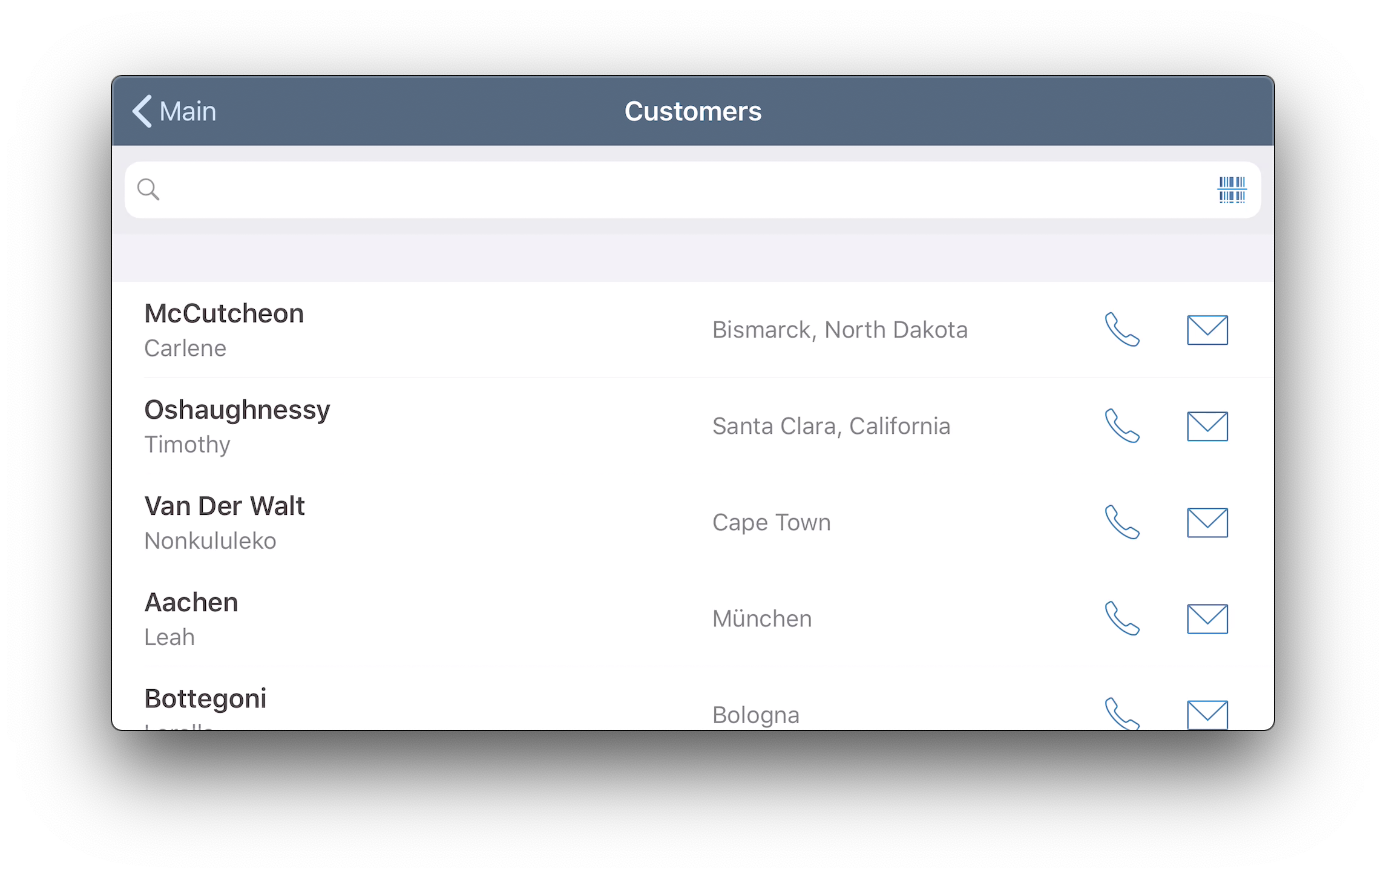 Main
Customers
McCutcheon
Carlene
Bismarck, North Dakota
Oshaughnessy
Timothy
Santa Clara, California
Van Der Walt
Nonkululeko
Cape Town
Aachen
Leah
München
Bottegoni
Bologna